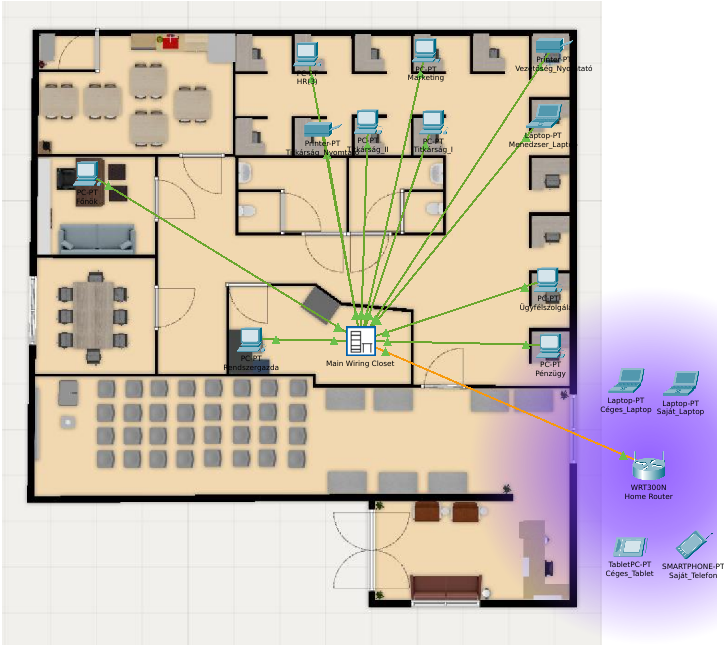 Printer-PT
Vezetőség_Nyomtató
PC-PT
HR(3)
PC-PT
Marketing
Laptop-PT
Menedzser_Laptop
Printer-PT
Titkárság_Nyomtató
PC-PT
Titkárság_II
PC-PT
Titkárság_I
PC-PT
Főnök
PC-PT
Ügyfélszolgálat
PC-PT
Rendszergazda
Main Wiring Closet
PC-PT
Pénzügy
Laptop-PT
Céges_Laptop
Laptop-PT
Saját_Laptop
WRT300N
Home Router
TabletPC-PT
Céges_Tablet
SMARTPHONE-PT
Saját_Telefon